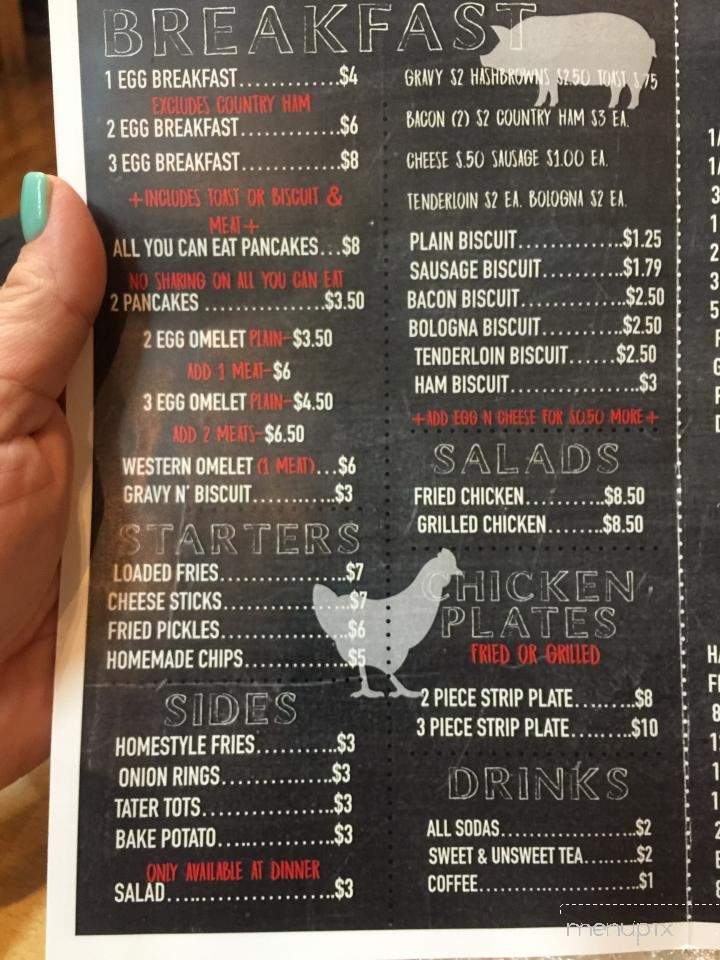 BREAKFAST
1 EGG BREAKFAST.............$4
EXCLUDES COUNTRY HAM
2 EGG BREAKFAST.............$6
3 EGG BREAKFAST.............$8
+INCLUDES TOAST OR BISCUIT &
MEAT+
ALL YOU CAN EAT PANCAKES...$8
NO SHARING ON ALL YOU CAN EAT
2 PANCAKES ................$3.50
2 EGG OMELET PLAIN-$3.50
ADD 1 MEAT-$6
3 EGG OMELET PLAIN-$4.50
ADD 2 MEATS-$6.50
WESTERN OMELET (1 MEAT)...$6
GRAVY N' BISCUIT.............$3
STARTERS
LOADED FRIES..................$7
CHEESE STICKS.................$7
FRIED PICKLES.................$6
HOMEMADE CHIPS..............$5
SIDES
HOMESTYLE FRIES...........$3
ONION RINGS.................$3
TATER TOTS...................$3
BAKE POTATO.................$3
ONLY AVAILABLE AT DINNER
SALAD........................$3
GRAVY $2 HASHBROWNS $2.50 TOAST $.75
BACON (2) $2 COUNTRY HAM $3 EA.
CHEESE $.50 SAUSAGE $1.00 EA.
TENDERLOIN $2 EA. BOLOGNA $2 EA.
PLAIN BISCUIT...............$1.25
SAUSAGE BISCUIT............$1.79
BACON BISCUIT...............$2.50
BOLOGNA BISCUIT............$2.50
TENDERLOIN BISCUIT......$2.50
HAM BISCUIT..................$3
+ADD EGG N CHEESE FOR $0.50 MORE+
SALADS
FRIED CHICKEN...........$8.50
GRILLED CHICKEN........$8.50
CHICKEN
PLATES
FRIED OR GRILLED
2 PIECE STRIP PLATE.........$8
3 PIECE STRIP PLATE.........$10
DRINKS
ALL SODAS....................$2
SWEET & UNSWEET TEA........$2
COFFEE.......................$1
menupix